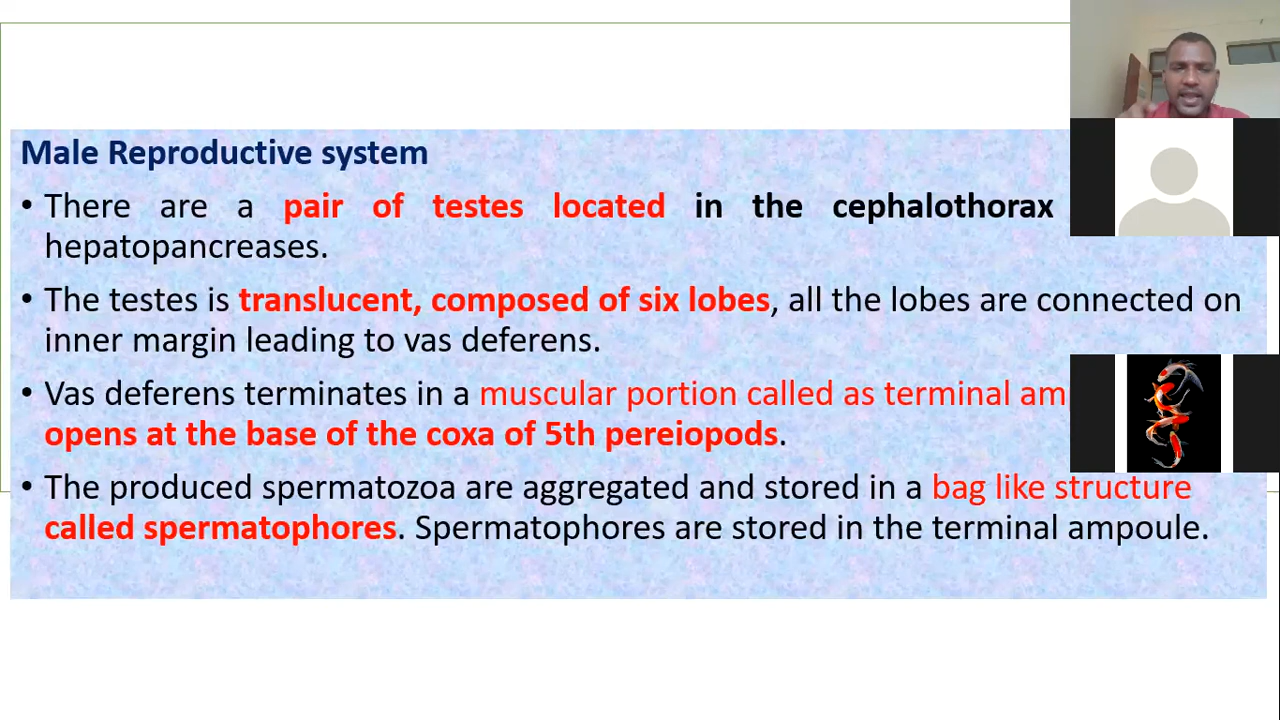 Male Reproductive system
• There are a pair of testes located in the cephalothorax
hepatopancreases.
• The testes is translucent, composed of six lobes, all the lobes are connected on
inner margin leading to vas deferens.
• Vas deferens terminates in a muscular portion called as terminal
opens at the base of the coxa of 5th pereiopods.
• The produced spermatozoa are aggregated and stored in a bag like structure
called spermatophores. Spermatophores are stored in the terminal ampoule.